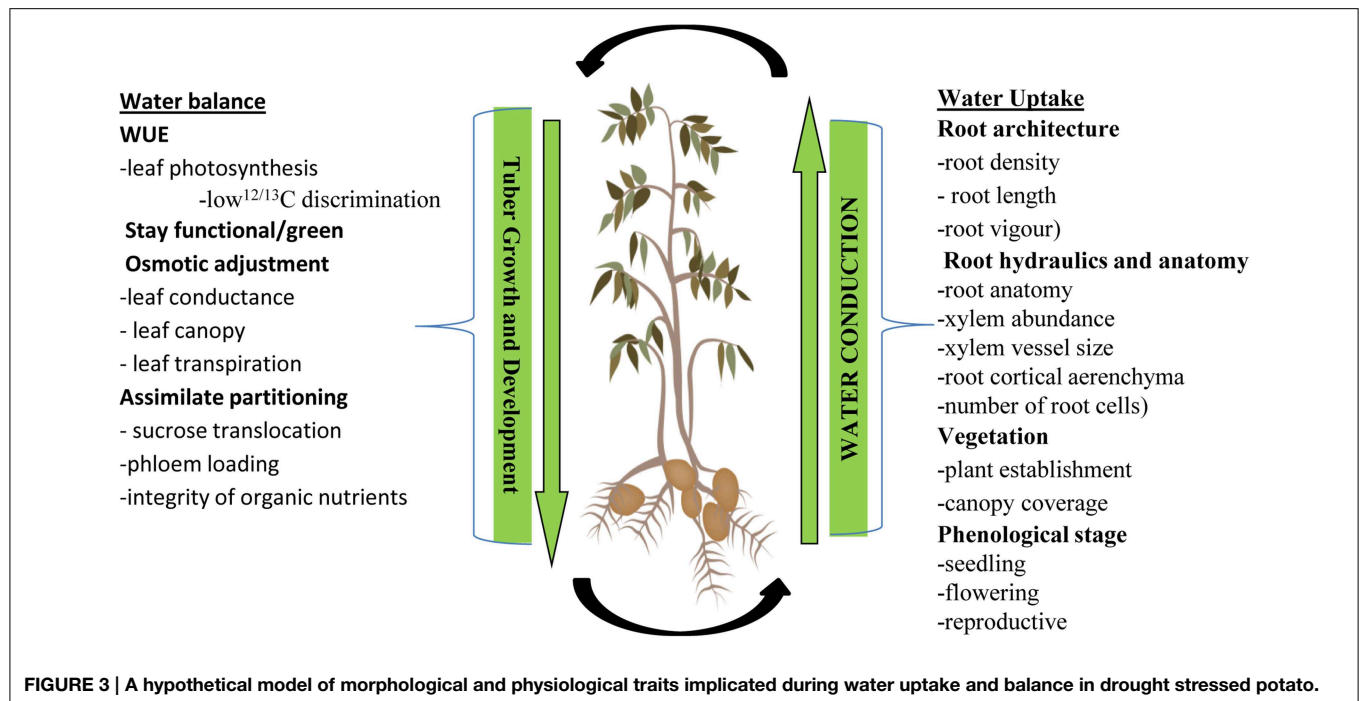 Water balance
WUE
-leaf photosynthesis
-low12/13C discrimination
Stay functional/green
Osmotic adjustment
-leaf conductance
- leaf canopy
- leaf transpiration
Assimilate partitioning
- sucrose translocation
-phloem loading
-integrity of organic nutrients
Tuber Growth and Development
WATER CONDUCTION
Water Uptake
Root architecture
-root density
- root length
-root vigour)
Root hydraulics and anatomy
-root anatomy
-xylem abundance
-xylem vessel size
-root cortical aerenchyma
-number of root cells)
Vegetation
-plant establishment
-canopy coverage
Phenological stage
-seedling
-flowering
-reproductive
FIGURE 3 | A hypothetical model of morphological and physiological traits implicated during water uptake and balance in drought stressed potato.